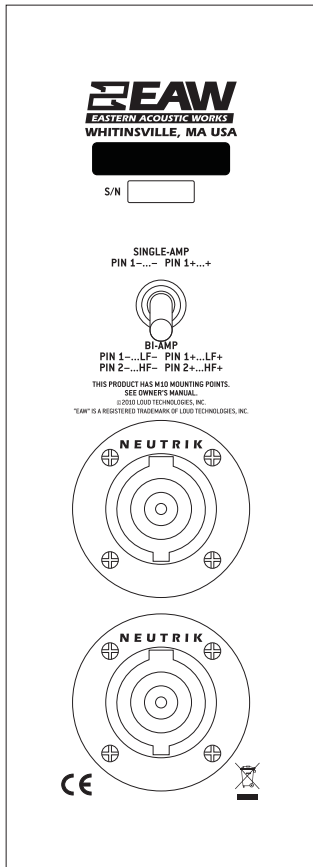 EAW
EASTERN ACOUSTIC WORKS
WHITINSVILLE, MA USA
S/N
SINGLE-AMP
PIN 1–...– PIN 1+...+
BI-AMP
PIN 1–...LF– PIN 1+...LF+
PIN 2–...HF– PIN 2+...HF+
THIS PRODUCT HAS M10 MOUNTING POINTS.
SEE OWNER'S MANUAL.
©2010 LOUD TECHNOLOGIES, INC.
"EAW" IS A REGISTERED TRADEMARK OF LOUD TECHNOLOGIES, INC.
NEUTRIK
NEUTRIK
CE